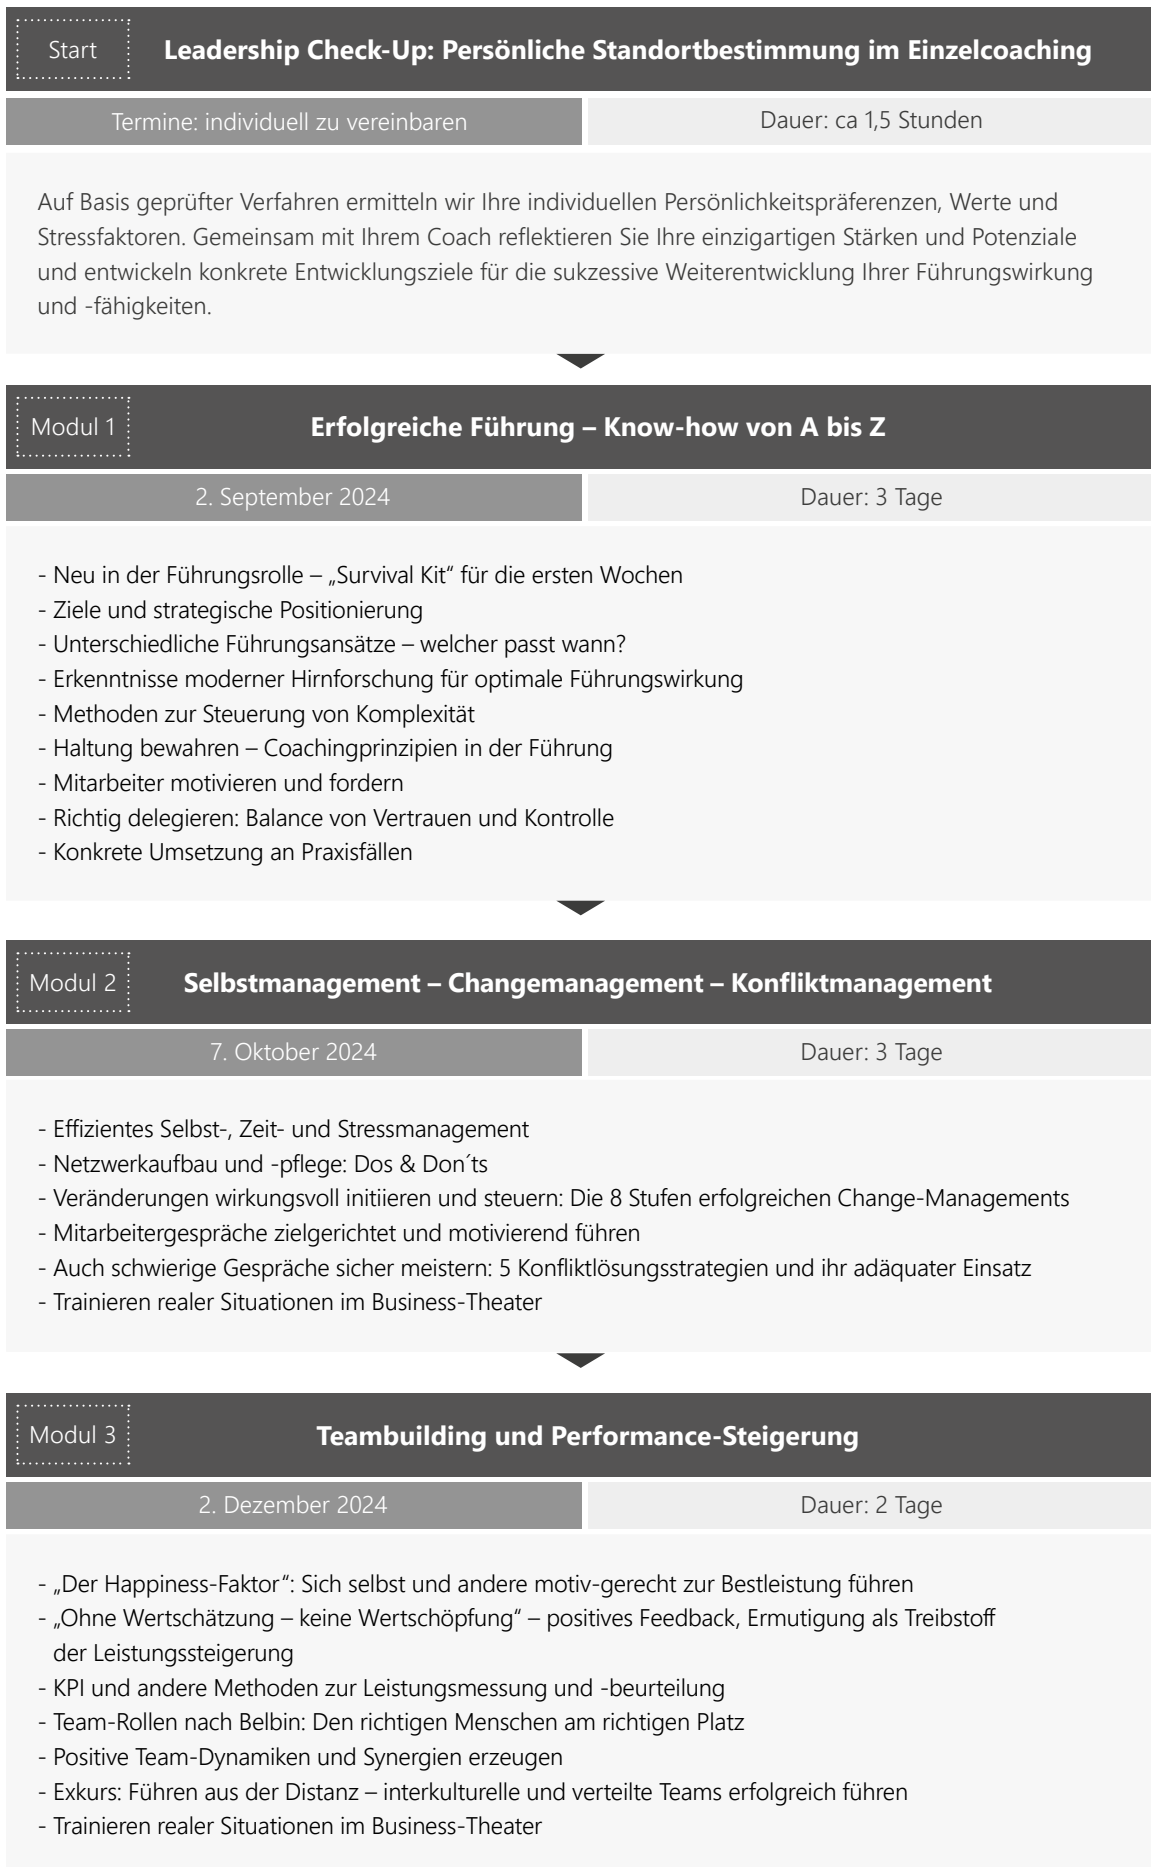 Start
Leadership Check-Up: Persönliche Standortbestimmung im Einzelcoaching
Termine: individuell zu vereinbaren
Dauer: ca 1,5 Stunden
Auf Basis geprüfter Verfahren ermitteln wir Ihre individuellen Persönlichkeitspräferenzen, Werte und
Stressfaktoren. Gemeinsam mit Ihrem Coach reflektieren Sie Ihre einzigartigen Stärken und Potenziale
und entwickeln konkrete Entwicklungsziele für die sukzessive Weiterentwicklung Ihrer Führungswirkung
und -fähigkeiten.
Modul 1
Erfolgreiche Führung – Know-how von A bis Z
2. September 2024
Dauer: 3 Tage
- Neu in der Führungsrolle – „Survival Kit“ für die ersten Wochen
- Ziele und strategische Positionierung
- Unterschiedliche Führungsansätze – welcher passt wann?
- Erkenntnisse moderner Hirnforschung für optimale Führungswirkung
- Methoden zur Steuerung von Komplexität
- Haltung bewahren – Coachingprinzipien in der Führung
- Mitarbeiter motivieren und fordern
- Richtig delegieren: Balance von Vertrauen und Kontrolle
- Konkrete Umsetzung an Praxisfällen
Modul 2
Selbstmanagement – Changemanagement – Konfliktmanagement
7. Oktober 2024
Dauer: 3 Tage
- Effizientes Selbst-, Zeit- und Stressmanagement
- Netzwerkaufbau und -pflege: Dos & Don´ts
- Veränderungen wirkungsvoll initiieren und steuern: Die 8 Stufen erfolgreichen Change-Managements
- Mitarbeitergespräche zielgerichtet und motivierend führen
- Auch schwierige Gespräche sicher meistern: 5 Konfliktlösungsstrategien und ihr adäquater Einsatz
- Trainieren realer Situationen im Business-Theater
Modul 3
Teambuilding und Performance-Steigerung
2. Dezember 2024
Dauer: 2 Tage
- „Der Happiness-Faktor“: Sich selbst und andere motiv-gerecht zur Bestleistung führen
- „Ohne Wertschätzung – keine Wertschöpfung“ – positives Feedback, Ermutigung als Treibstoff
der Leistungssteigerung
- KPI und andere Methoden zur Leistungsmessung und -beurteilung
- Team-Rollen nach Belbin: Den richtigen Menschen am richtigen Platz
- Positive Team-Dynamiken und Synergien erzeugen
- Exkurs: Führen aus der Distanz – interkulturelle und verteilte Teams erfolgreich führen
- Trainieren realer Situationen im Business-Theater